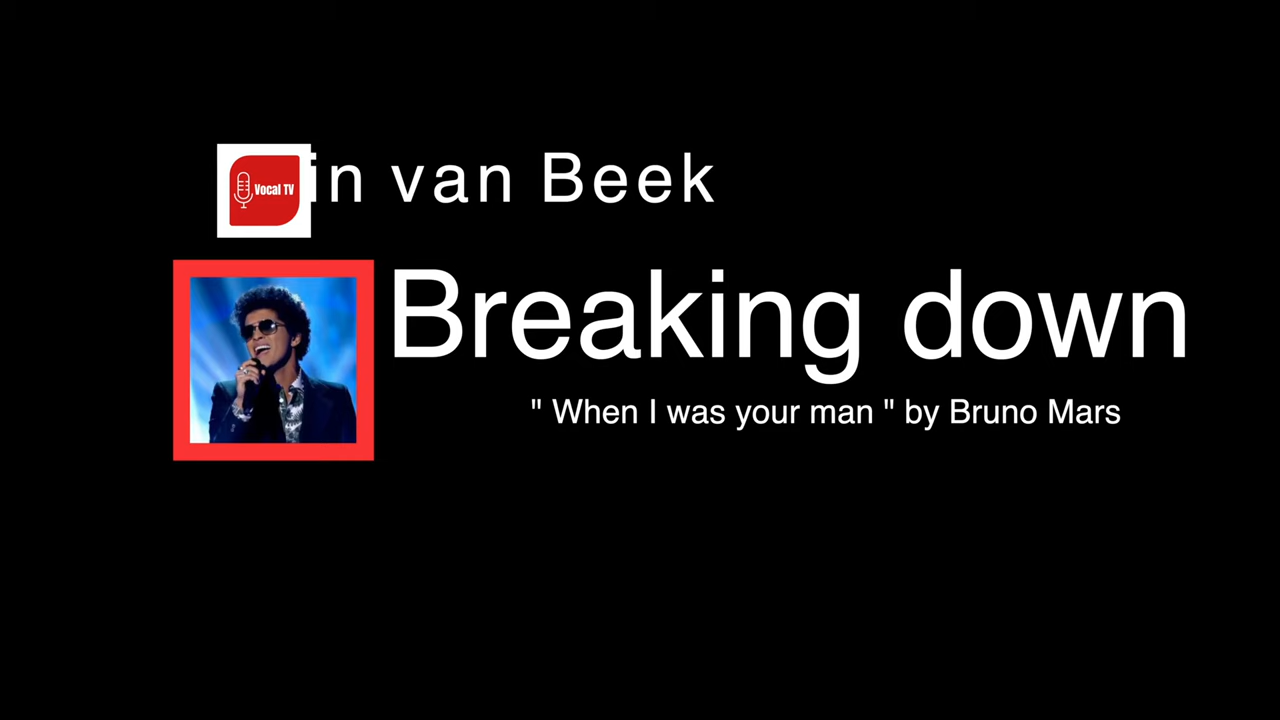 Vocal TV
in van Beek
Breaking down
" When I was your man " by Bruno Mars